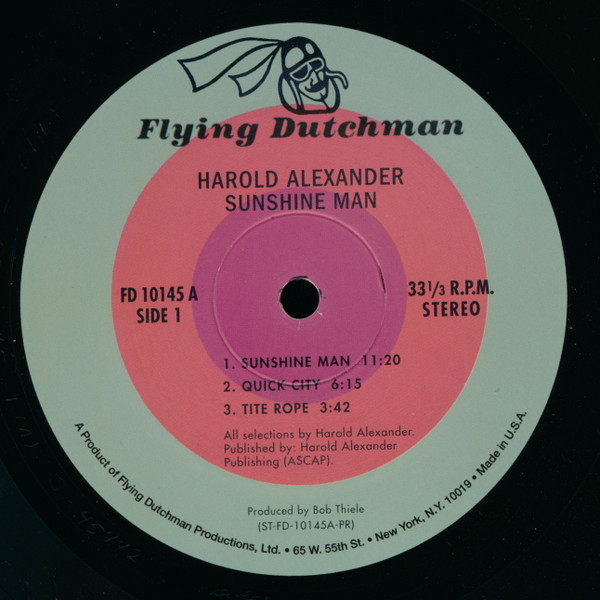 Flying Dutchman
HAROLD ALEXANDER
SUNSHINE MAN
FD 10145 A
SIDE 1
33 1/3 R.P.M.
STEREO
1. SUNSHINE MAN 11:20
2. QUICK CITY 6:15
3. TITE ROPE 3:42
All selections by Harold Alexander.
Published by: Harold Alexander
Publishing (ASCAP).
Produced by Bob Thiele
(ST-FD-10145A-PR)
A Product of Flying Dutchman Productions, Ltd. • 65 W. 55th St. • New York, N.Y. 10019 • Made in U.S.A.